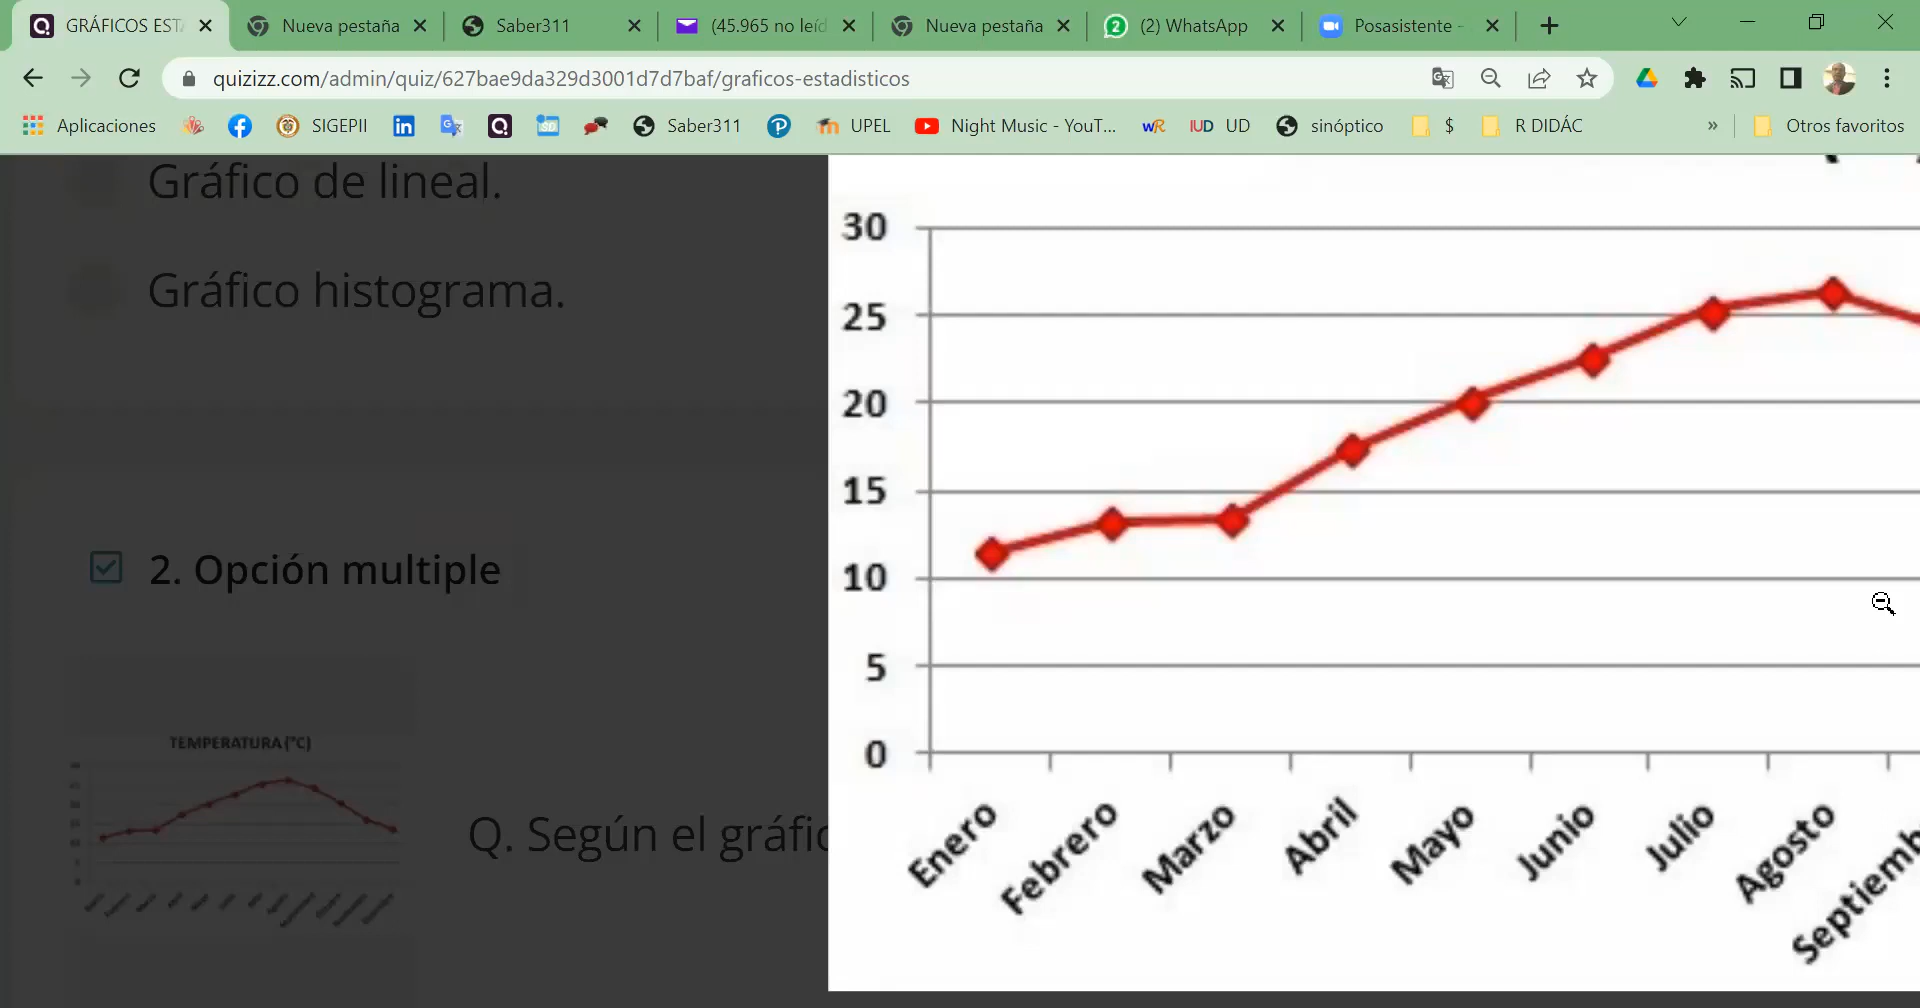 GRÁFICOS EST
Nueva pestaña
Saber311
(45.965 no leíd
Nueva pestaña
2
(2) WhatsApp
Posasistente -
quizizz.com/admin/quiz/627bae9da329d3001d7d7baf/graficos-estadisticos
Aplicaciones
SIGEPII
Saber311
UPEL
Night Music - YouT...
WR
IUD
UD
sinóptico
$
R DIDÁC
»
Otros favoritos
Gráfico de lineal.
Gráfico histograma.
2. Opción multiple
TEMPERATURA (°C)
Q. Según el gráfic
30
25
20
15
10
5
0
Enero
Febrero
Marzo
Abril
Mayo
Junio
Julio
Agosto
Septiemb